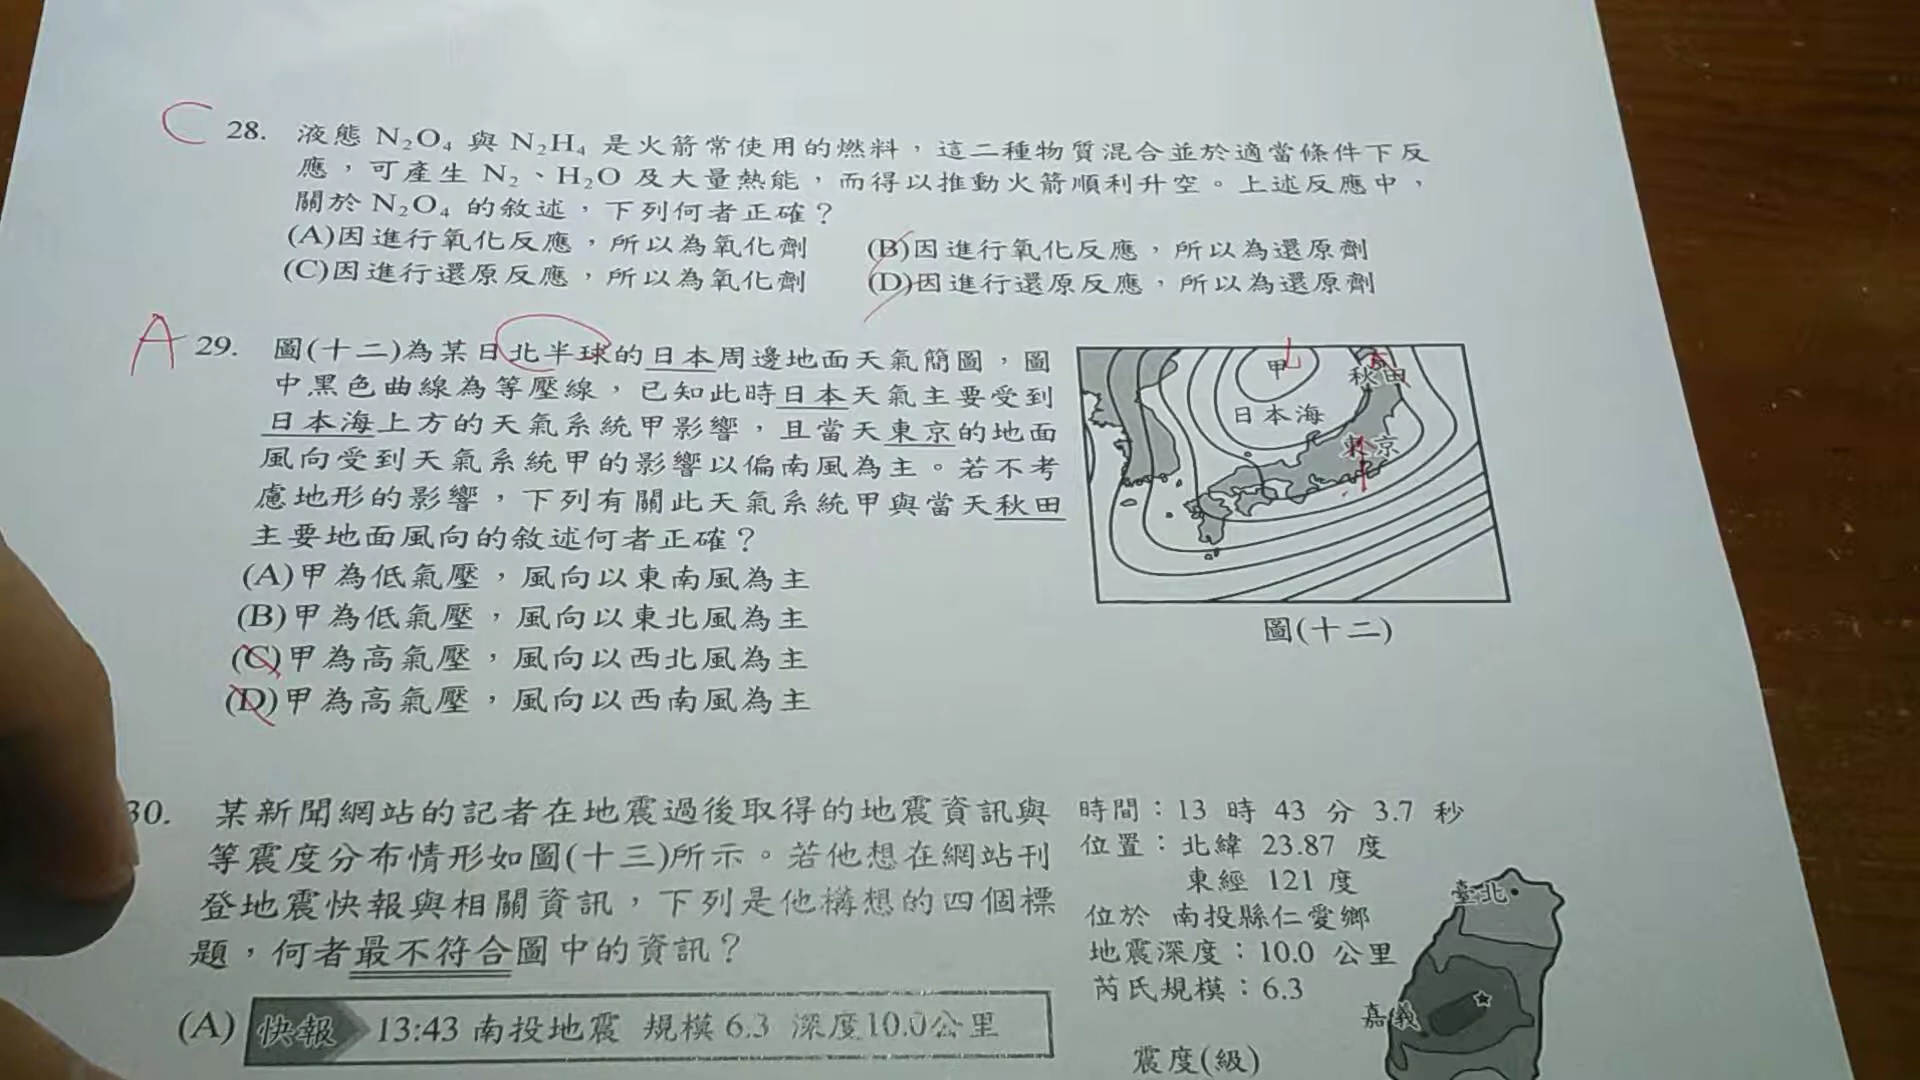 C 28. 液態 N₂O₄ 與 N₂H₄ 是火箭常使用的燃料，這二種物質混合並於適當條件下反
應，可產生 N₂、H₂O 及大量熱能，而得以推動火箭順利升空。上述反應中，
關於 N₂O₄ 的敘述，下列何者正確？
(A)因進行氧化反應，所以為氧化劑 (B)因進行氧化反應，所以為還原劑
(C)因進行還原反應，所以為氧化劑 (D)因進行還原反應，所以為還原劑
A 29. 圖(十二)為某日北半球的日本周邊地面天氣簡圖，圖
中黑色曲線為等壓線，已知此時日本天氣主要受到
日本海上方的天氣系統甲影響，且當天東京的地面
風向受到天氣系統甲的影響以偏南風為主。若不考
慮地形的影響，下列有關此天氣系統甲與當天秋田
主要地面風向的敘述何者正確？
(A)甲為低氣壓，風向以東南風為主
(B)甲為低氣壓，風向以東北風為主
(C)甲為高氣壓，風向以西北風為主
(D)甲為高氣壓，風向以西南風為主
甲 L
秋田
日本海
東京
圖(十二)
30. 某新聞網站的記者在地震過後取得的地震資訊與
等震度分布情形如圖(十三)所示。若他想在網站刊
登地震快報與相關資訊，下列是他構想的四個標
題，何者最不符合圖中的資訊？
(A) 快報 13:43 南投地震 規模 6.3 深度10.0公里
時間：13 時 43 分 3.7 秒
位置：北緯 23.87 度
東經 121 度
位於 南投縣仁愛鄉
地震深度：10.0 公里
芮氏規模：6.3
臺北
嘉義
震度(級)